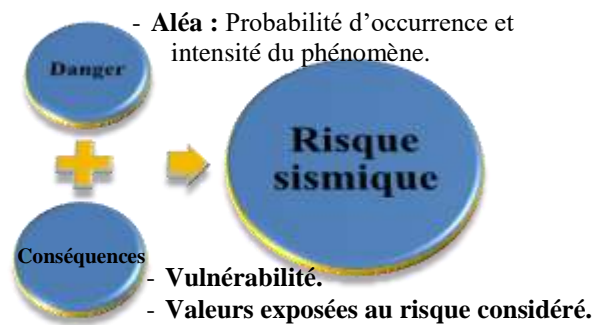 - Aléa : Probabilité d’occurrence et
intensité du phénomène.
Danger
Risque
sismique
Conséquences
- Vulnérabilité.
- Valeurs exposées au risque considéré.